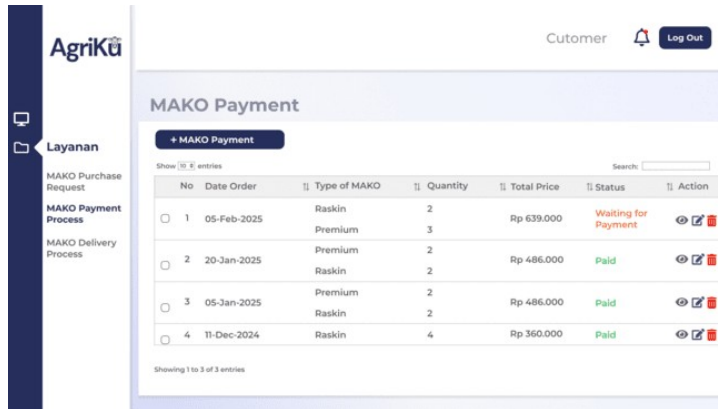 AgriKu
Cutomer
Log Out
MAKO Payment
Layanan
MAKO Purchase
Request
MAKO Payment
Process
MAKO Delivery
Process
+ MAKO Payment
Show 10 entries
Search:
No Date Order Type of MAKO Quantity Total Price Status Action
1 05-Feb-2025 Raskin 2 Rp 639.000 Waiting for
Premium 3 Payment
2 20-Jan-2025 Premium 2 Rp 486.000 Paid
Raskin 2
3 05-Jan-2025 Premium 2 Rp 486.000 Paid
Raskin 2
4 11-Dec-2024 Raskin 4 Rp 360.000 Paid
Showing 1 to 3 of 3 entries